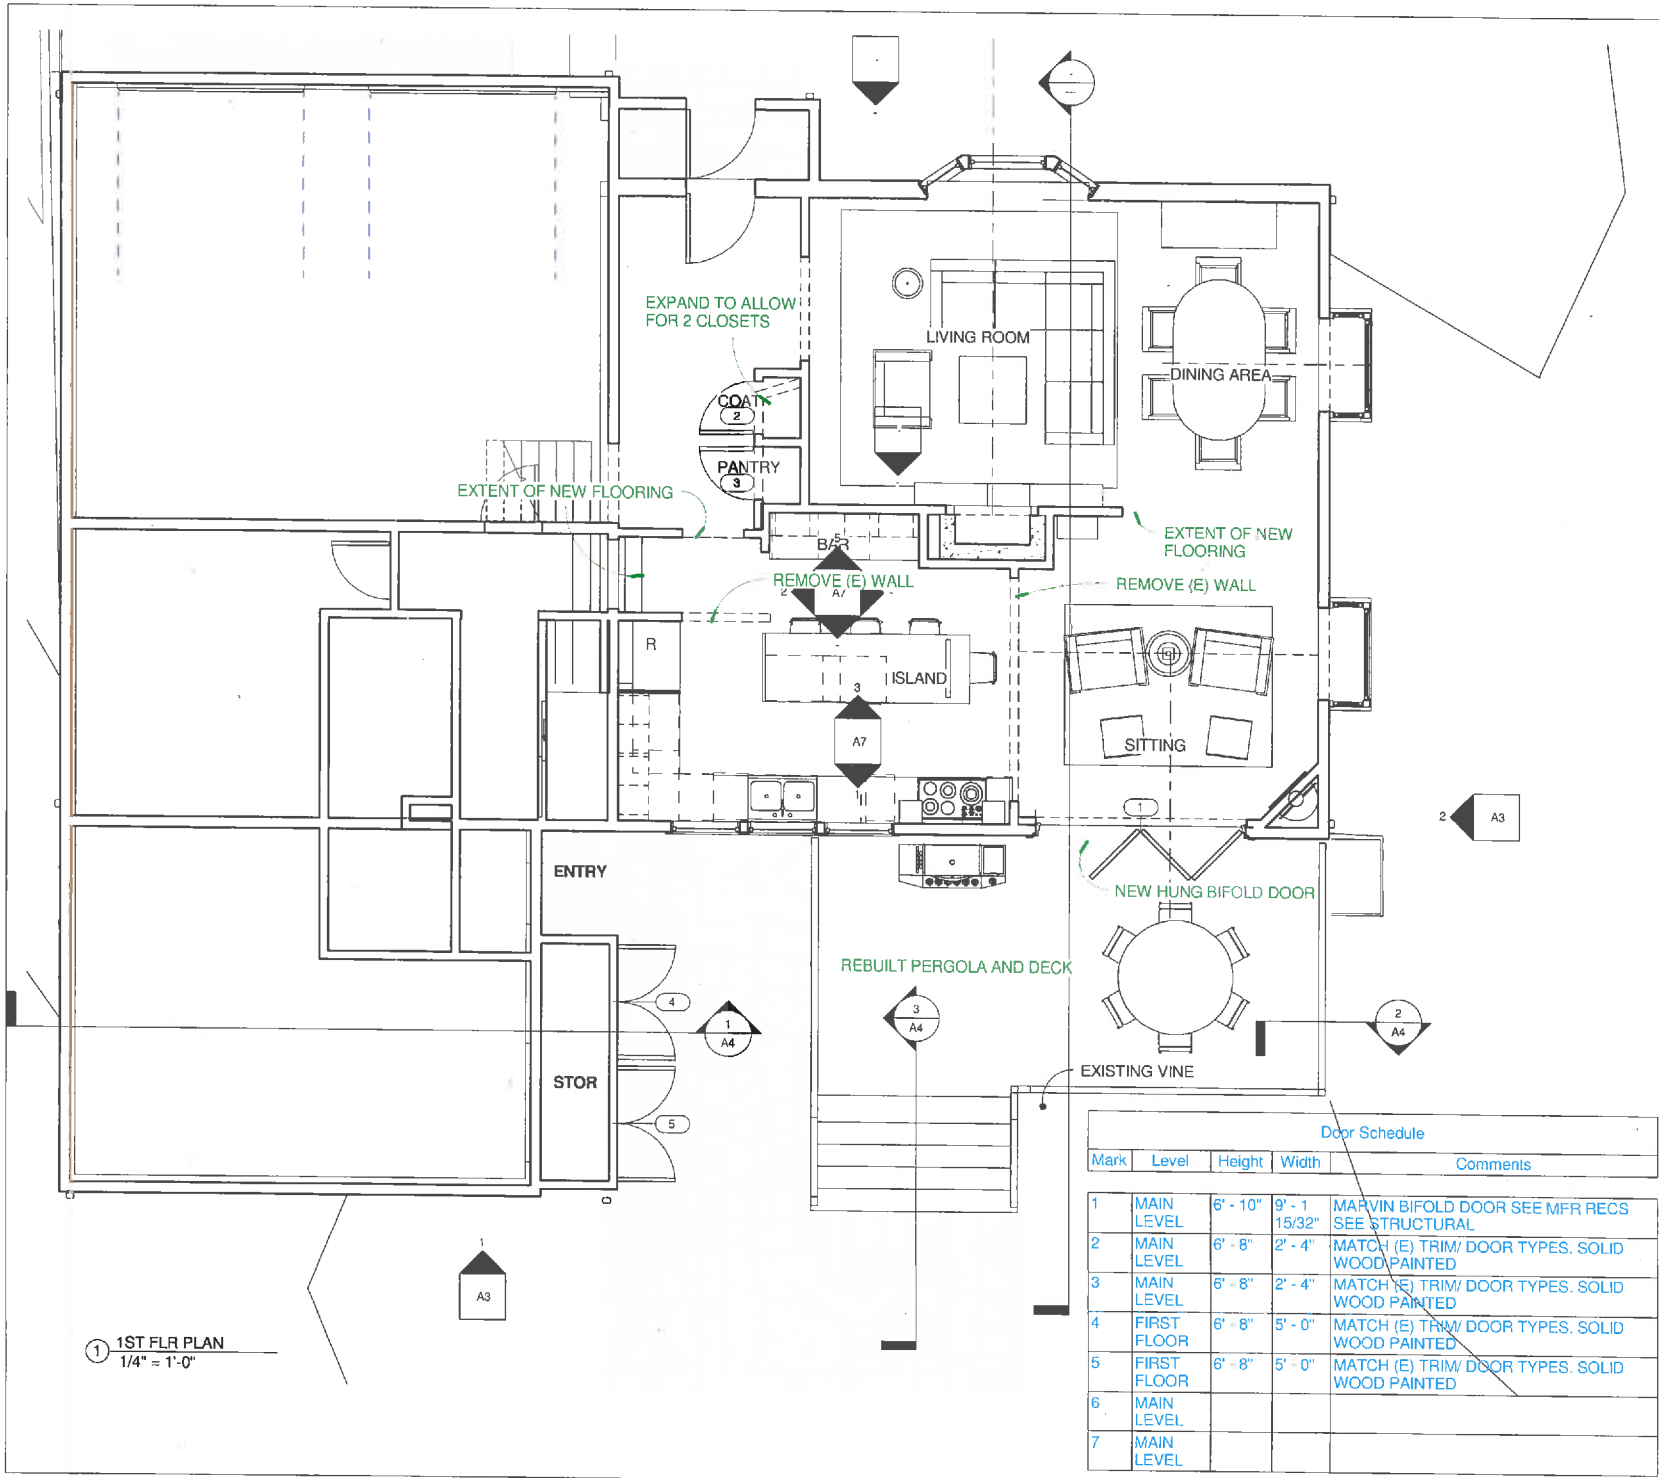 EXPAND TO ALLOW
FOR 2 CLOSETS
LIVING ROOM
DINING AREA
COAT
2
PANTRY
3
EXTENT OF NEW FLOORING
EXTENT OF NEW
FLOORING
BAR
5
REMOVE (E) WALL
2
A7
REMOVE (E) WALL
R
ISLAND
3
A7
1
SITTING
1
2
A3
ENTRY
NEW HUNG BIFOLD DOOR
REBUILT PERGOLA AND DECK
4
1
A4
3
A4
2
A4
STOR
EXISTING VINE
5
1
A3
1
1ST FLR PLAN
1/4" = 1'-0"
Door Schedule
Mark Level Height Width Comments
1 MAIN LEVEL 6' - 10" 9' - 1 15/32" MARVIN BIFOLD DOOR SEE MFR RECS SEE STRUCTURAL
2 MAIN LEVEL 6' - 8" 2' - 4" MATCH (E) TRIM/ DOOR TYPES. SOLID WOOD PAINTED
3 MAIN LEVEL 6' - 8" 2' - 4" MATCH (E) TRIM/ DOOR TYPES. SOLID WOOD PAINTED
4 FIRST FLOOR 6' - 8" 5' - 0" MATCH (E) TRIM/ DOOR TYPES. SOLID WOOD PAINTED
5 FIRST FLOOR 6' - 8" 5' - 0" MATCH (E) TRIM/ DOOR TYPES. SOLID WOOD PAINTED
6 MAIN LEVEL
7 MAIN LEVEL